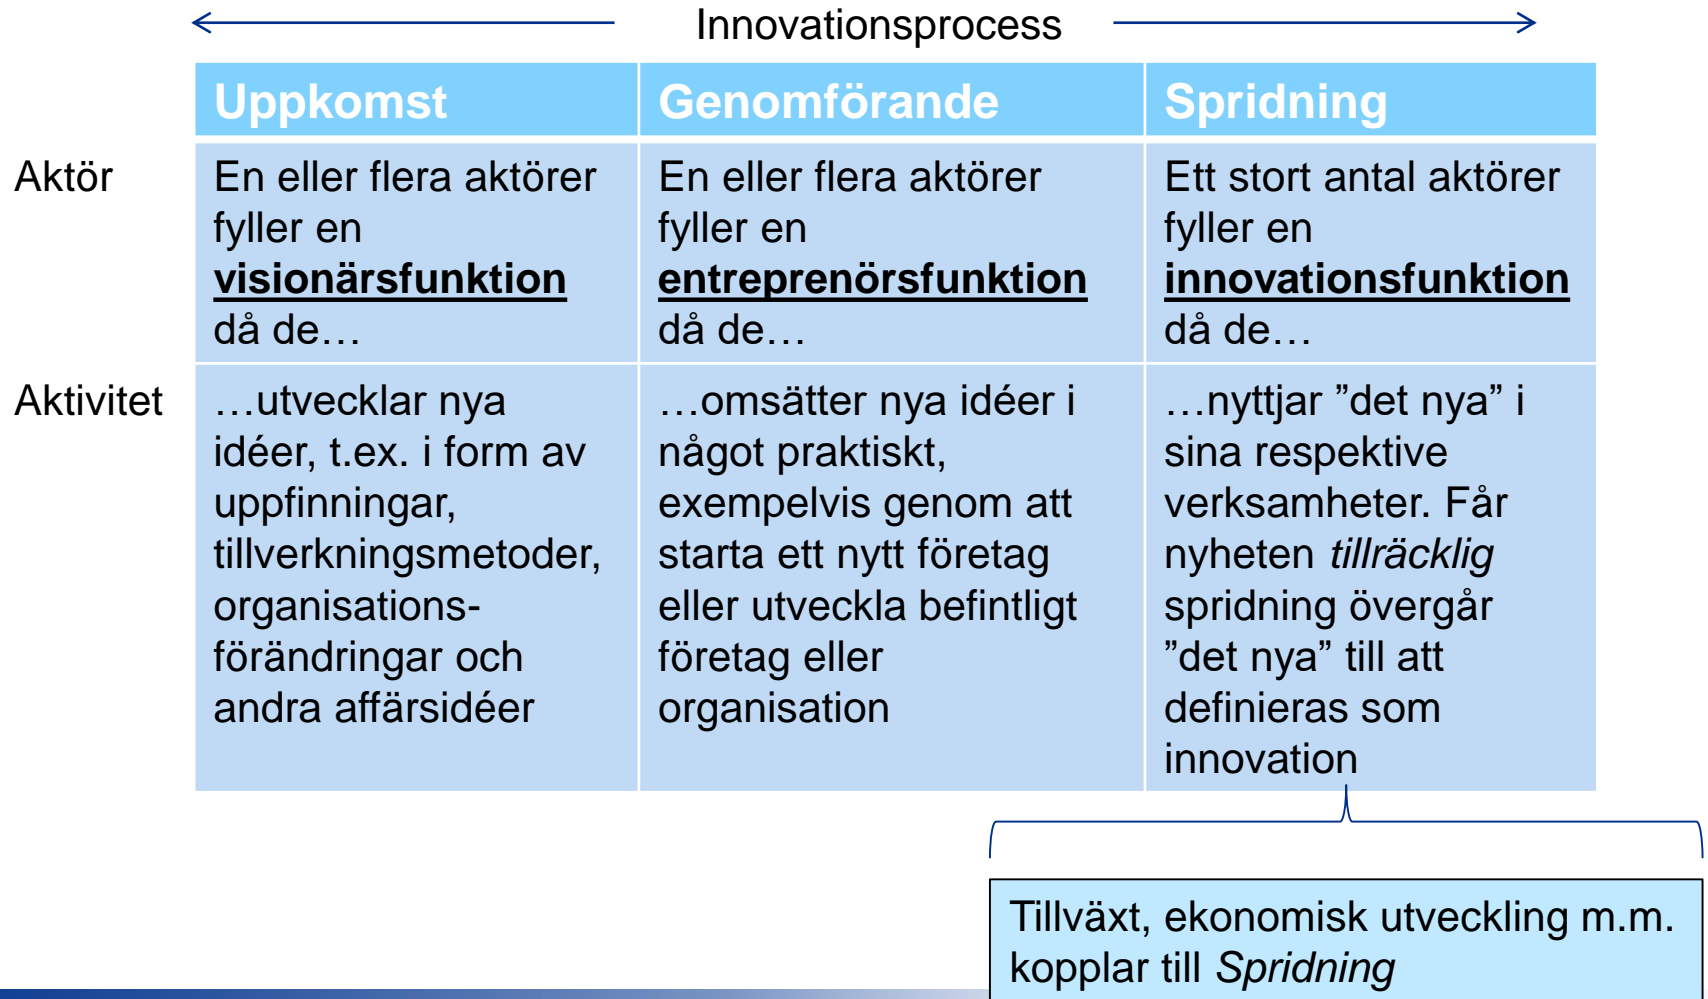 Innovationsprocess
Uppkomst
Genomförande
Spridning
Aktör
En eller flera aktörer
fyller en
visionärsfunktion
då de…
En eller flera aktörer
fyller en
entreprenörsfunktion
då de…
Ett stort antal aktörer
fyller en
innovationsfunktion
då de…
Aktivitet
…utvecklar nya
idéer, t.ex. i form av
uppfinningar,
tillverkningsmetoder,
organisations-
förändringar och
andra affärsidéer
…omsätter nya idéer i
något praktiskt,
exempelvis genom att
starta ett nytt företag
eller utveckla befintligt
företag eller
organisation
…nyttjar ”det nya” i
sina respektive
verksamheter. Får
nyheten tillräcklig
spridning övergår
”det nya” till att
definieras som
innovation
Tillväxt, ekonomisk utveckling m.m.
kopplar till Spridning